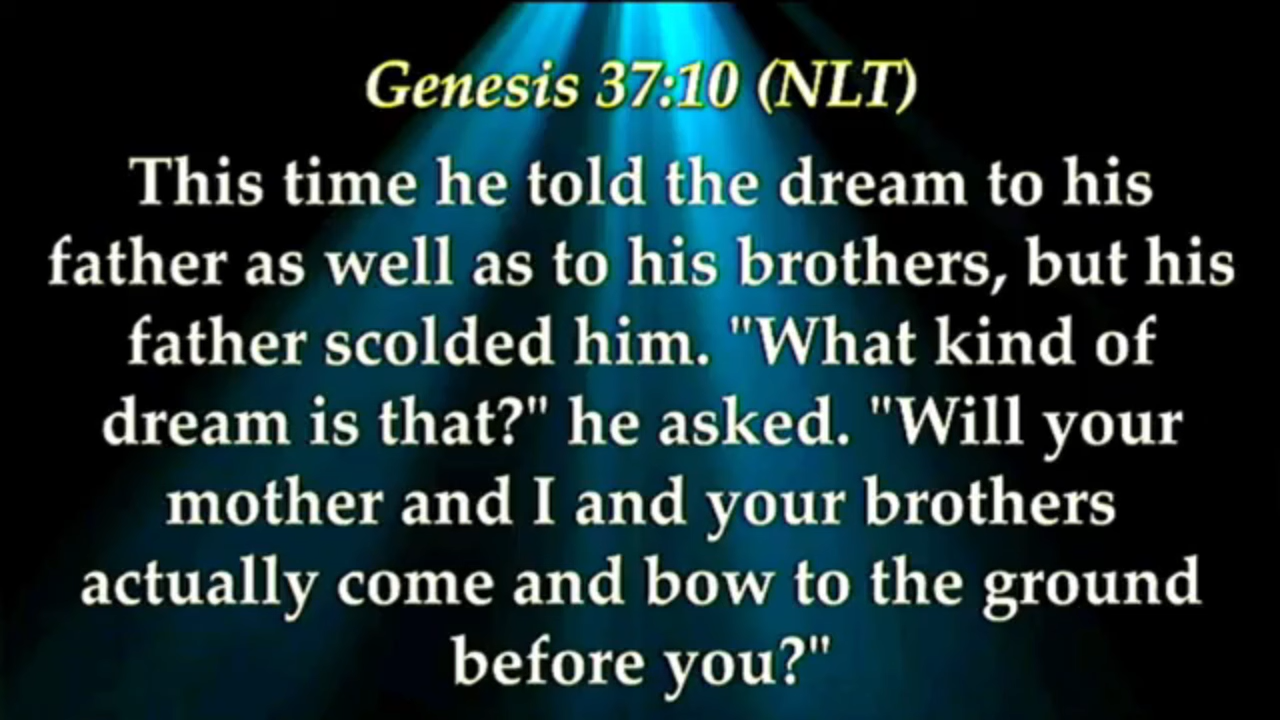 Genesis 37:10 (NLT)
This time he told the dream to his
father as well as to his brothers, but his
father scolded him. "What kind of
dream is that?" he asked. "Will your
mother and I and your brothers
actually come and bow to the ground
before you?"